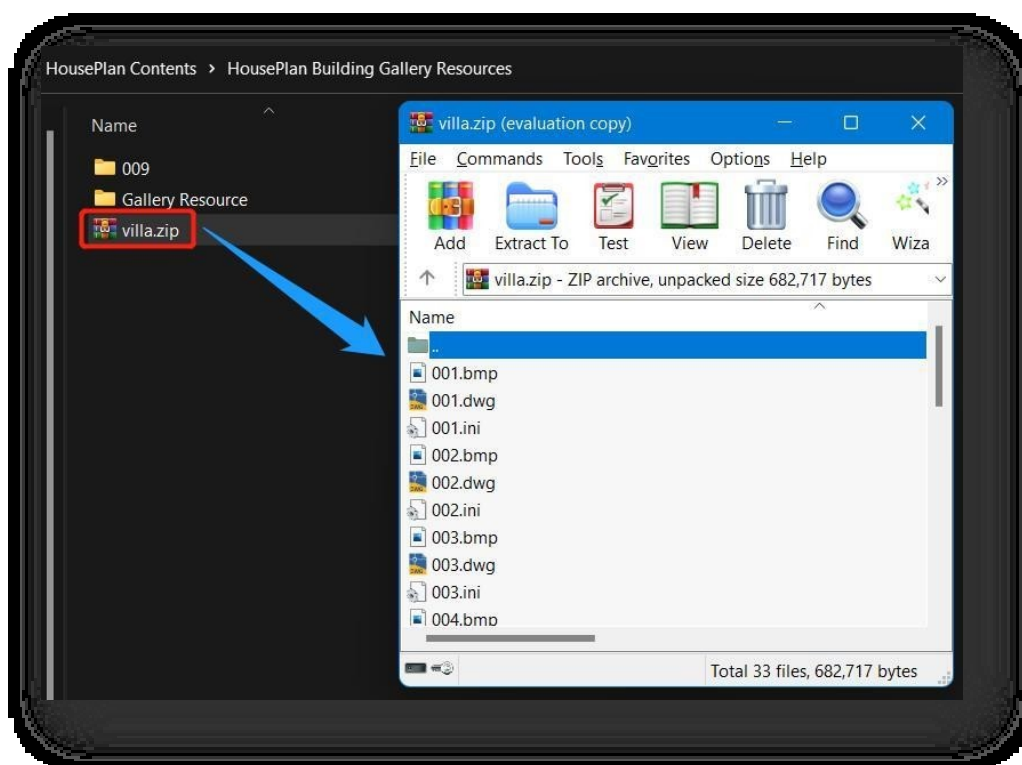 HousePlan Contents > HousePlan Building Gallery Resources
Name
009
Gallery Resource
villa.zip
villa.zip (evaluation copy)
File Commands Tools Favorites Options Help
Add Extract To Test View Delete Find Wiza
villa.zip - ZIP archive, unpacked size 682,717 bytes
Name
..
001.bmp
001.dwg
001.ini
002.bmp
002.dwg
002.ini
003.bmp
003.dwg
003.ini
004.bmp
Total 33 files, 682,717 bytes